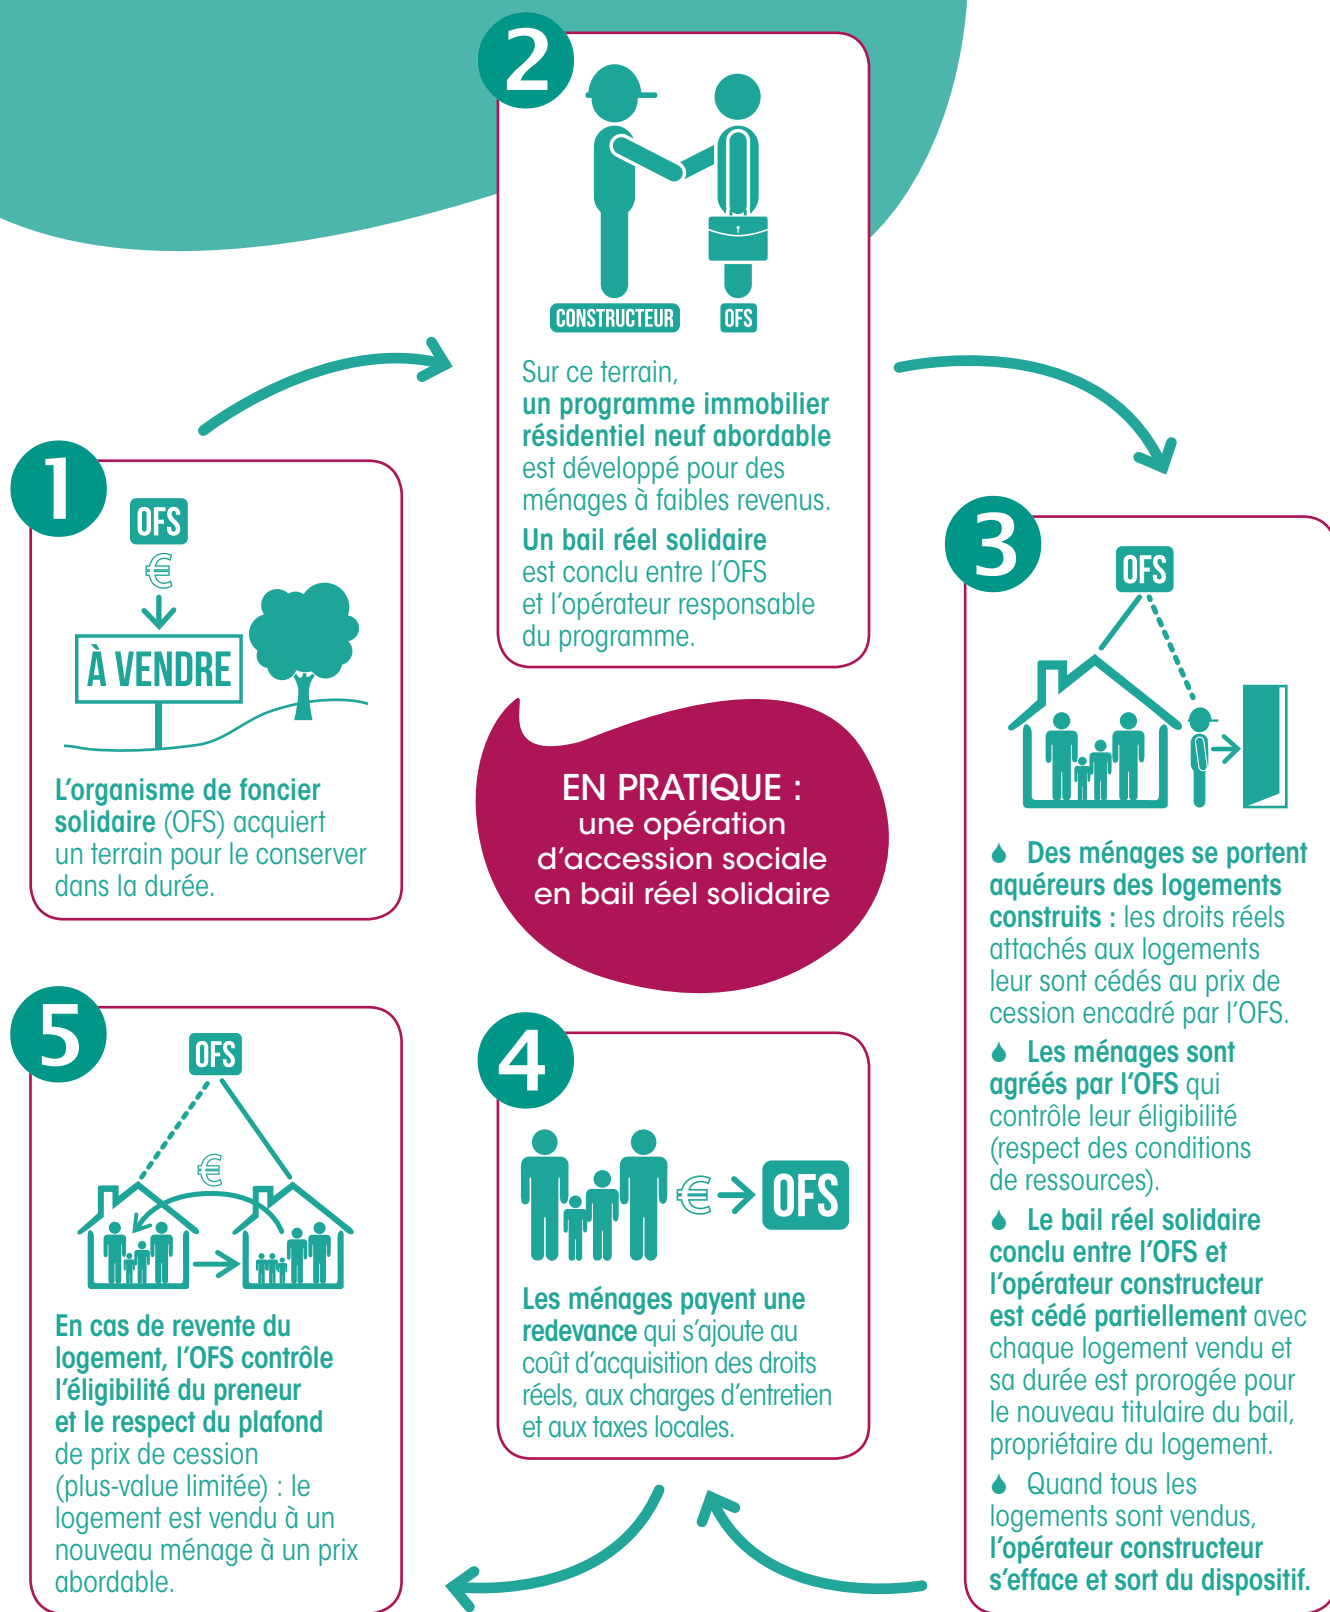 1
OFS
€
À VENDRE
L'organisme de foncier
solidaire (OFS) acquiert
un terrain pour le conserver
dans la durée.
2
CONSTRUCTEUR
OFS
Sur ce terrain,
un programme immobilier
résidentiel neuf abordable
est développé pour des
ménages à faibles revenus.
Un bail réel solidaire
est conclu entre l'OFS
et l'opérateur responsable
du programme.
EN PRATIQUE :
une opération
d'accession sociale
en bail réel solidaire
3
OFS
Des ménages se portent
aquéreurs des logements
construits : les droits réels
attachés aux logements
leur sont cédés au prix de
cession encadré par l'OFS.
Les ménages sont
agréés par l'OFS qui
contrôle leur éligibilité
(respect des conditions
de ressources).
Le bail réel solidaire
conclu entre l'OFS et
l'opérateur constructeur
est cédé partiellement avec
chaque logement vendu et
sa durée est prorogée pour
le nouveau titulaire du bail,
propriétaire du logement.
Quand tous les
logements sont vendus,
l'opérateur constructeur
s'efface et sort du dispositif.
4
€
OFS
Les ménages payent une
redevance qui s'ajoute au
coût d'acquisition des droits
réels, aux charges d'entretien
et aux taxes locales.
5
OFS
€
En cas de revente du
logement, l'OFS contrôle
l'éligibilité du preneur
et le respect du plafond
de prix de cession
(plus-value limitée) : le
logement est vendu à un
nouveau ménage à un prix
abordable.